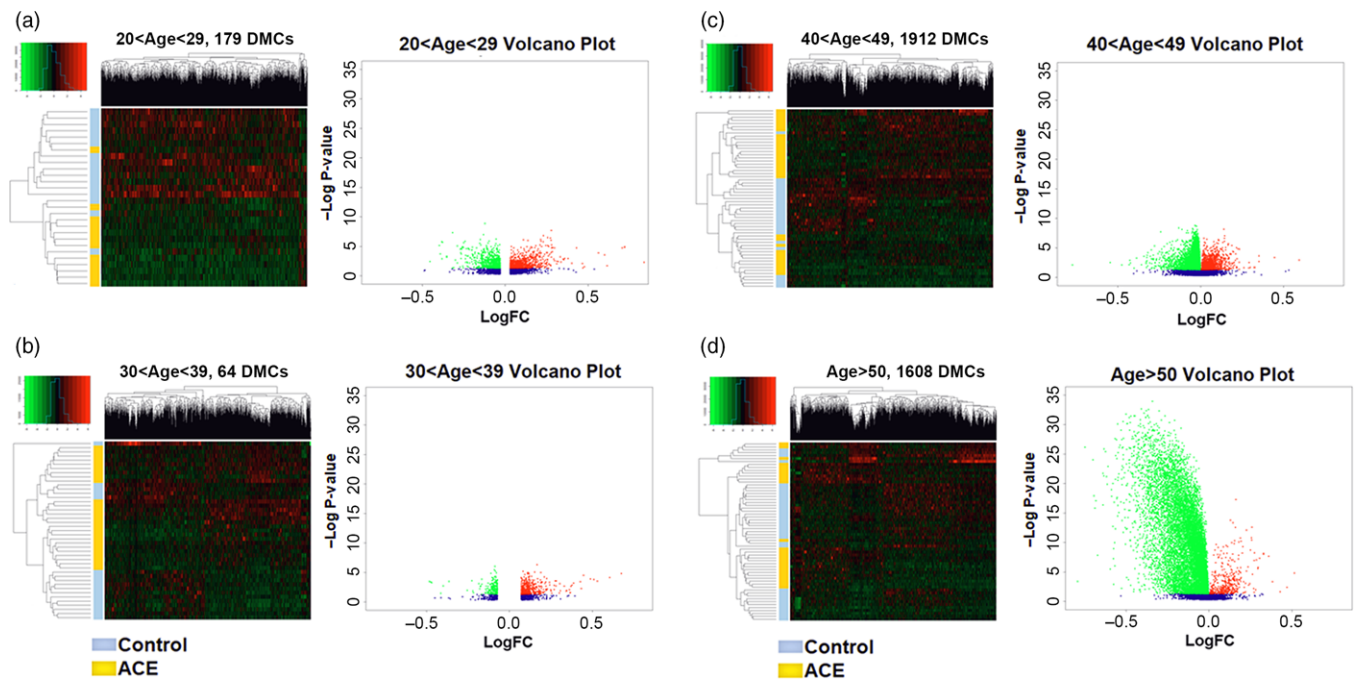 (a)
20<Age<29, 179 DMCs
20<Age<29 Volcano Plot
35
30
25
20
15
10
5
0
−Log P-value
−0.5
0.0
0.5
LogFC
(c)
40<Age<49, 1912 DMCs
40<Age<49 Volcano Plot
35
30
25
20
15
10
5
0
−Log P-value
−0.5
0.0
0.5
LogFC
(b)
30<Age<39, 64 DMCs
30<Age<39 Volcano Plot
35
30
25
20
15
10
5
0
−Log P-value
−0.5
0.0
0.5
LogFC
Control
ACE
(d)
Age>50, 1608 DMCs
Age>50 Volcano Plot
35
30
25
20
15
10
5
0
−Log P-value
−0.5
0.0
0.5
LogFC
Control
ACE